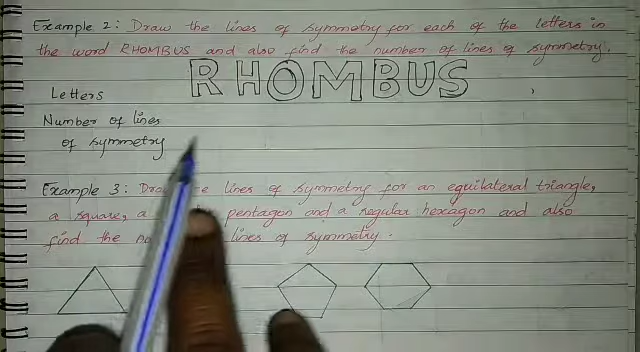 Example 2: Draw the lines of symmetry for each of the letters in
the word RHOMBUS and also find the number of lines of symmetry.
RHOMBUS
Letters
Number of lines
of symmetry
Example 3: lines of symmetry for an equilateral triangle,
a square, a pentagon and a regular hexagon and also
find the lines of symmetry.